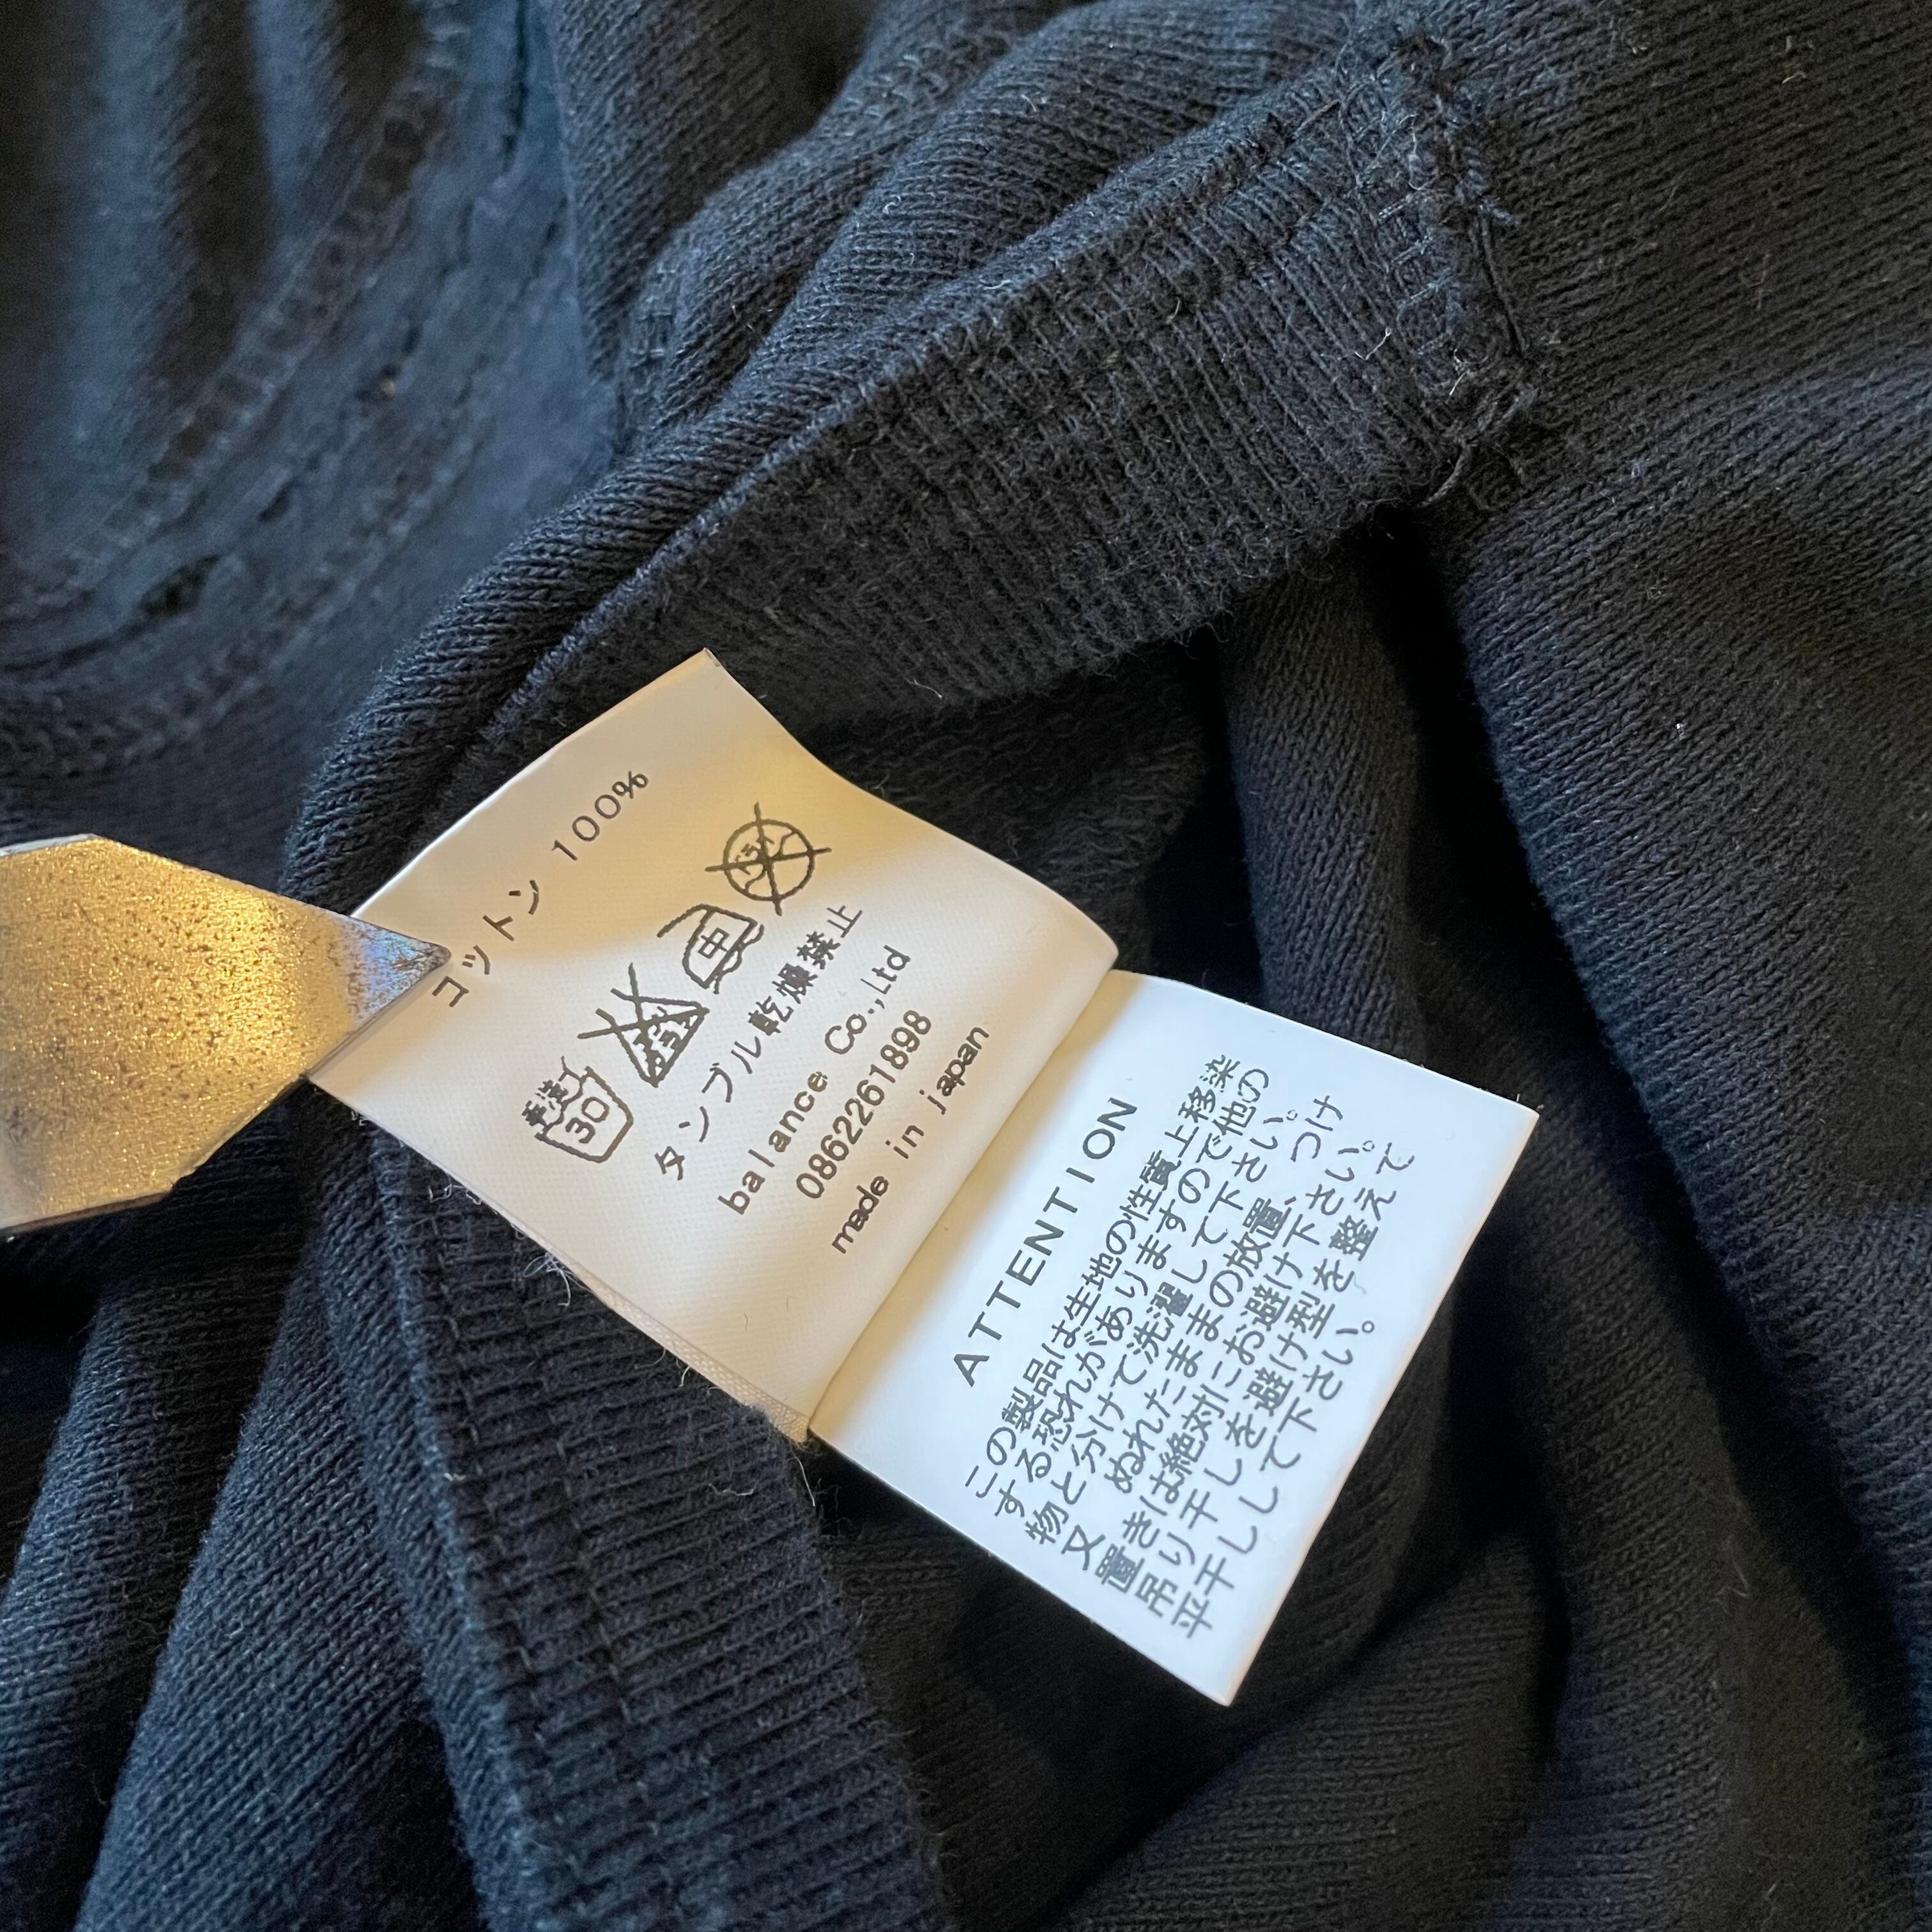 コットン 100%
手洗イ
30
中
タンブル乾燥禁止
balance Co.,Ltd
08622261898
made in japan
ATTENTION
この製品は生地の性質上移染
する恐れがありますので他の
物と分けて洗濯して下さい。
又 ぬれたままの放置、つけ
置きは絶対にお避け下さい。
吊り干しを避け型を整えて
平干しして下さい。